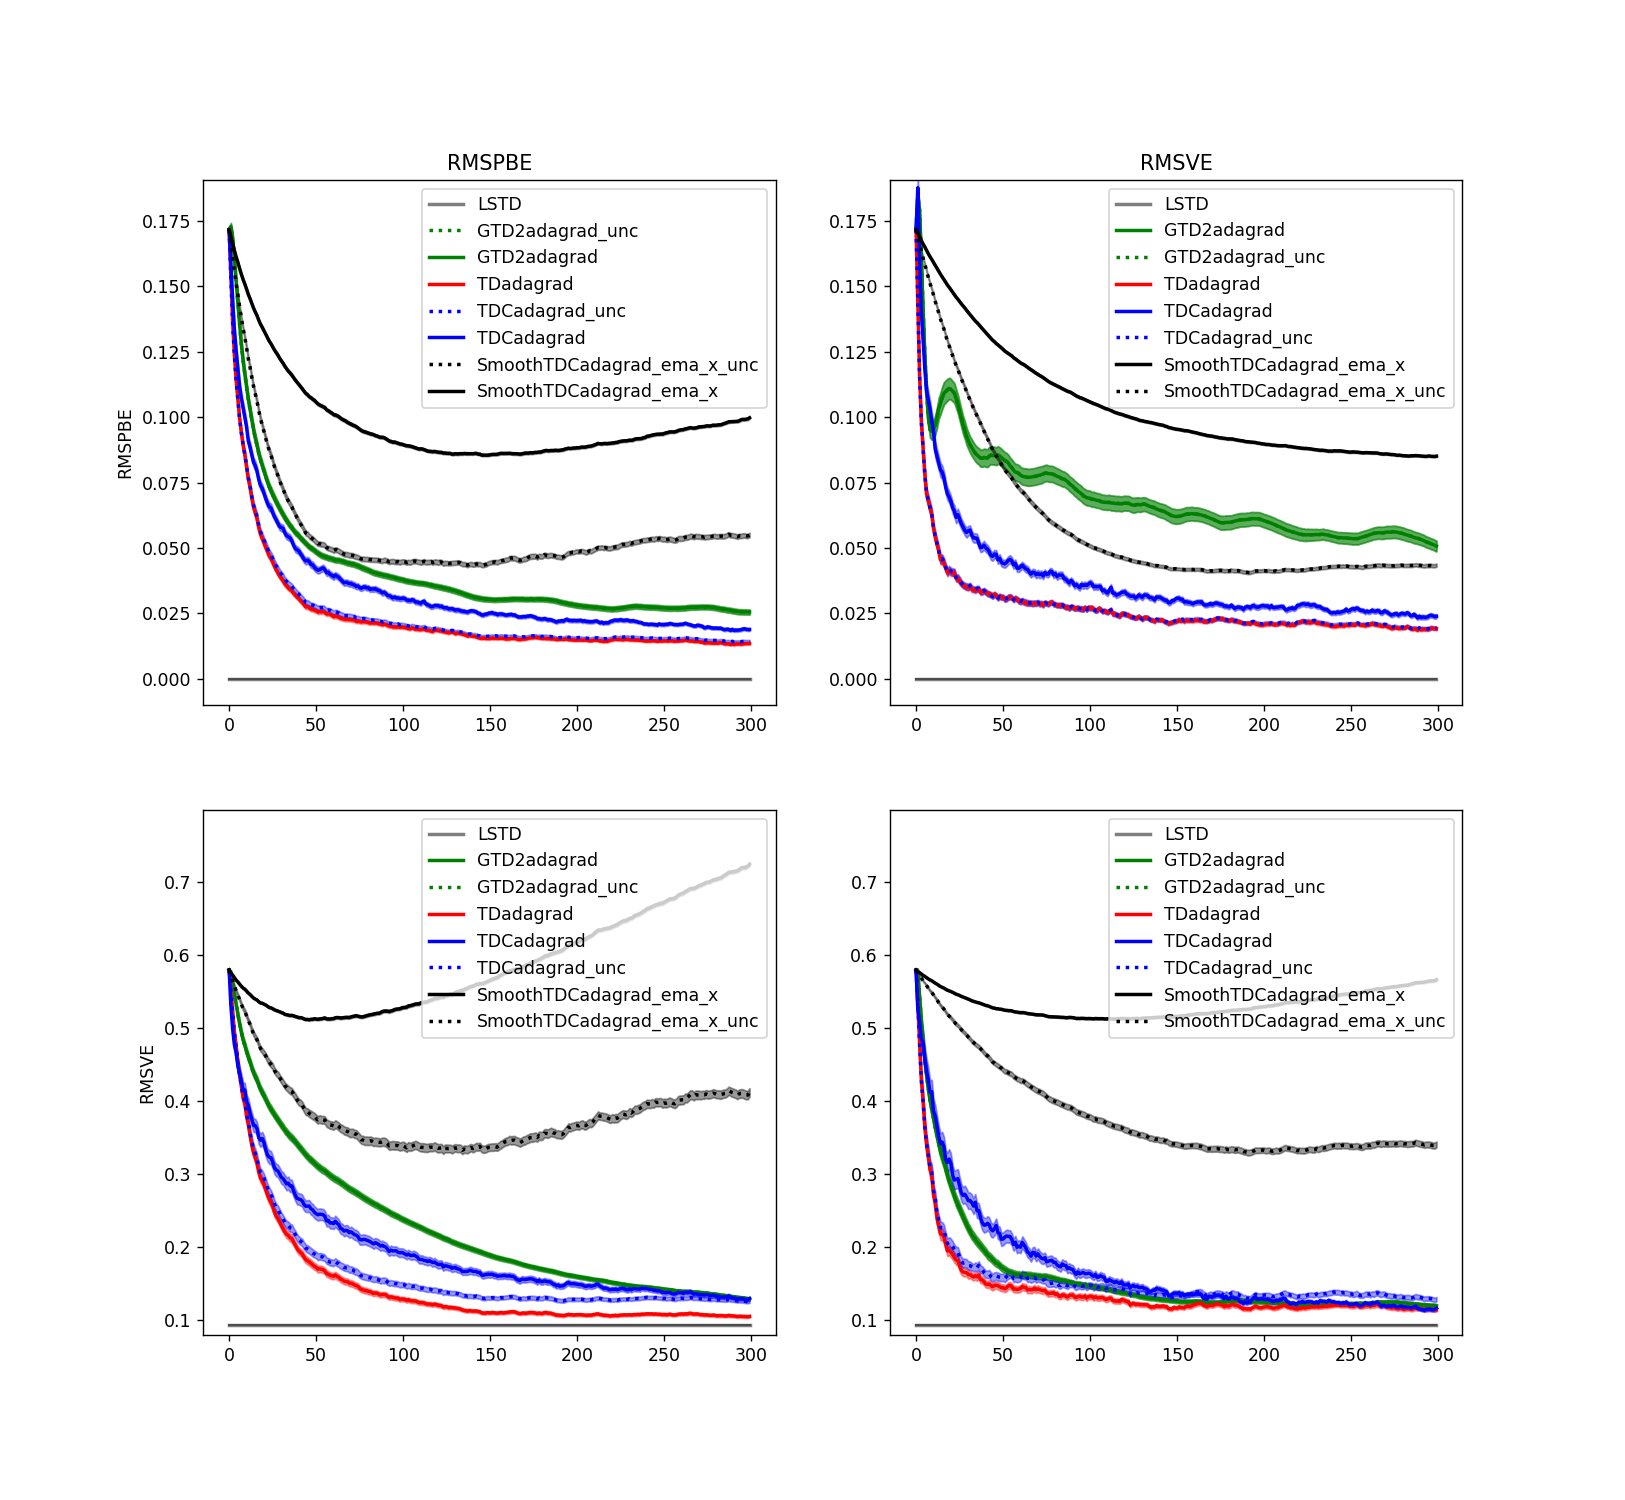 RMSPBE
RMSVE
RMSPBE
0.175
0.150
0.125
0.100
0.075
0.050
0.025
0.000
LSTD
GTD2adagrad_unc
GTD2adagrad
TDadagrad
TDCadagrad_unc
TDCadagrad
SmoothTDCadagrad_ema_x_unc
SmoothTDCadagrad_ema_x
0 50 100 150 200 250 300
0.175
0.150
0.125
0.100
0.075
0.050
0.025
0.000
LSTD
GTD2adagrad
GTD2adagrad_unc
TDadagrad
TDCadagrad
TDCadagrad_unc
SmoothTDCadagrad_ema_x
SmoothTDCadagrad_ema_x_unc
0 50 100 150 200 250 300
RMSVE
0.7
0.6
0.5
0.4
0.3
0.2
0.1
LSTD
GTD2adagrad
GTD2adagrad_unc
TDadagrad
TDCadagrad
TDCadagrad_unc
SmoothTDCadagrad_ema_x
SmoothTDCadagrad_ema_x_unc
0 50 100 150 200 250 300
0.7
0.6
0.5
0.4
0.3
0.2
0.1
LSTD
GTD2adagrad
GTD2adagrad_unc
TDadagrad
TDCadagrad
TDCadagrad_unc
SmoothTDCadagrad_ema_x
SmoothTDCadagrad_ema_x_unc
0 50 100 150 200 250 300